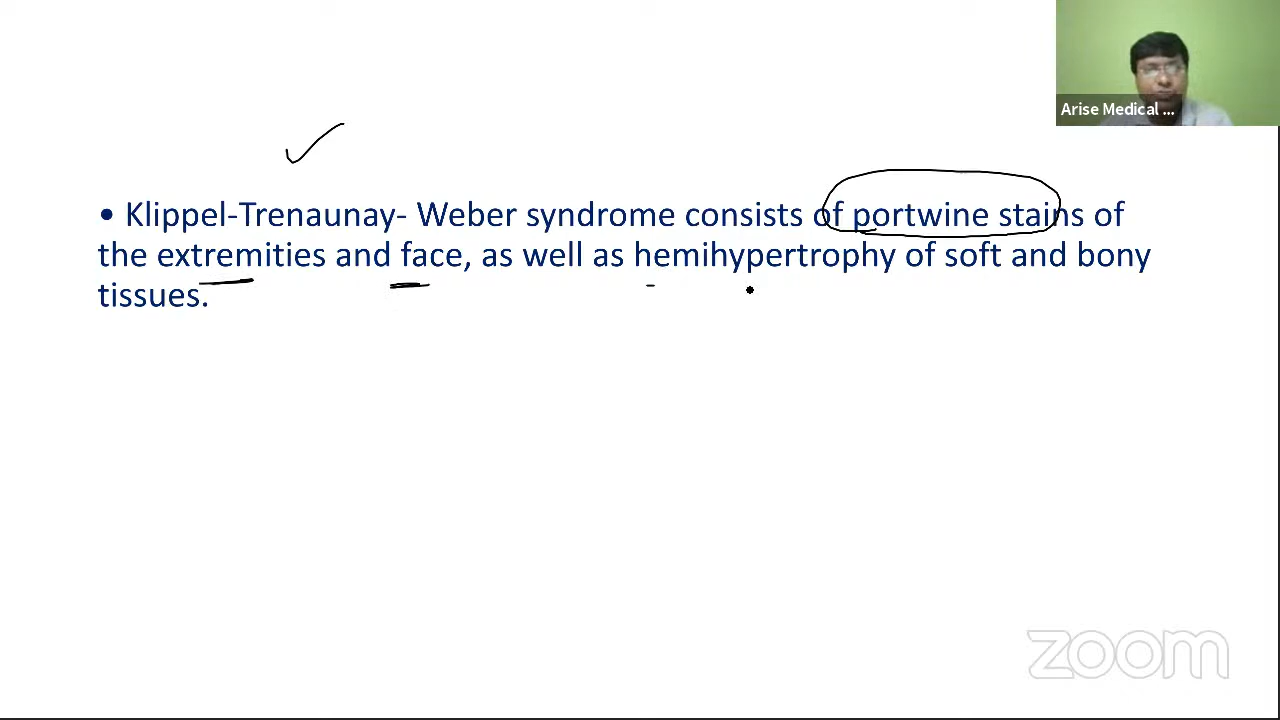 Arise Medical ...
• Klippel-Trenaunay- Weber syndrome consists of portwine stains of
the extremities and face, as well as hemihypertrophy of soft and bony
tissues.
zoom